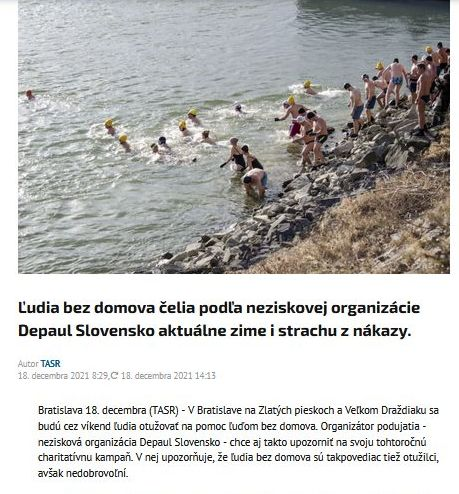 Ľudia bez domova čelia podľa neziskovej organizácie
Depaul Slovensko aktuálne zime i strachu z nákazy.
Autor TASR
18. decembra 2021 8:29, 18. decembra 2021 14:13
Bratislava 18. decembra (TASR) - V Bratislave na Zlatých pieskoch a Veľkom Draždiaku sa
budú cez víkend ľudia otužovať na pomoc ľuďom bez domova. Organizátor podujatia -
nezisková organizácia Depaul Slovensko - chce aj takto upozorniť na svoju tohtoročnú
charitatívnu kampaň. V nej upozorňuje, že ľudia bez domova sú takpovediac tiež otužilci,
avšak nedobrovoľní.